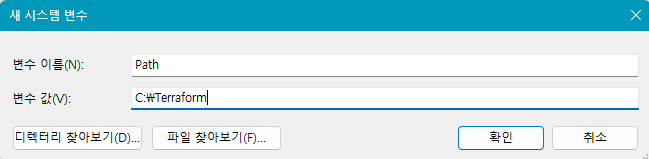 새 시스템 변수
변수 이름(N):
Path
변수 값(V):
C:₩Terraform
디렉터리 찾아보기(D)...
파일 찾아보기(F)...
확인
취소